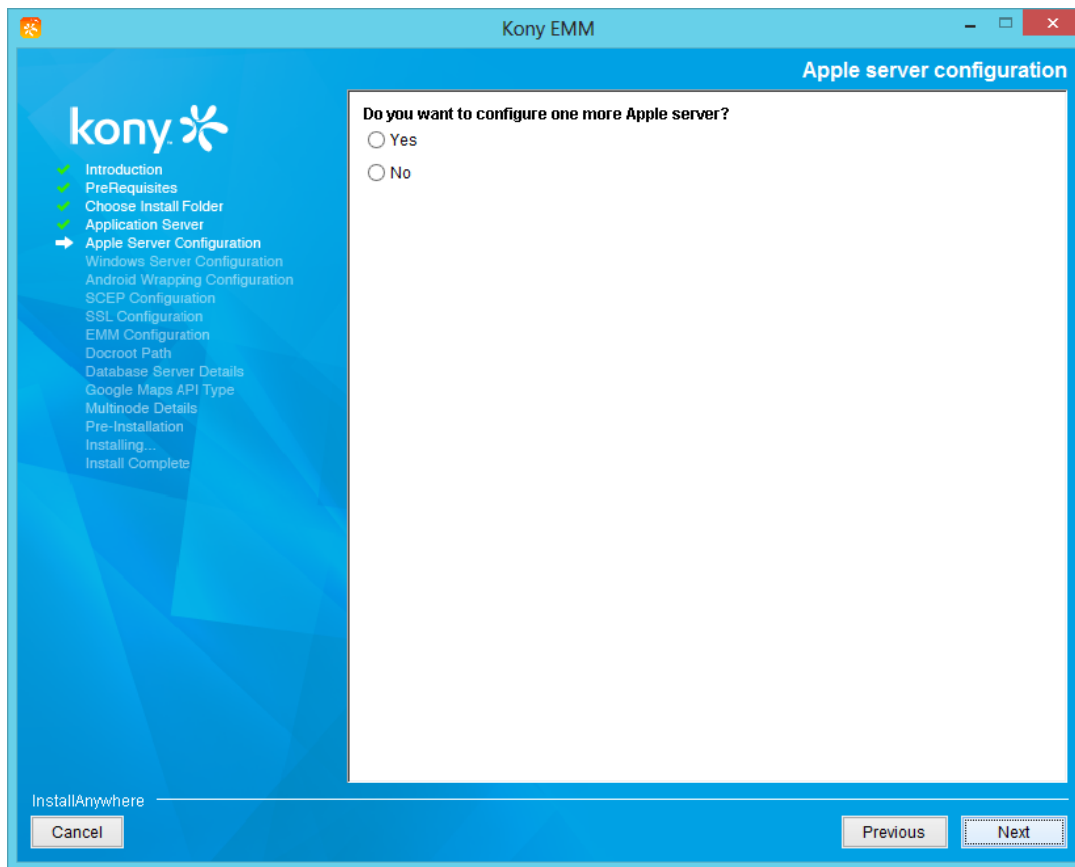 Kony EMM
Apple server configuration
kony
Introduction
PreRequisites
Choose Install Folder
Application Server
Apple Server Configuration
Windows Server Configuration
Android Wrapping Configuration
SCEP Configuration
SSL Configuration
EMM Configuration
Docroot Path
Database Server Details
Google Maps API Type
Multinode Details
Pre-Installation
Installing...
Install Complete
Do you want to configure one more Apple server?
Yes
No
InstallAnywhere
Cancel
Previous
Next